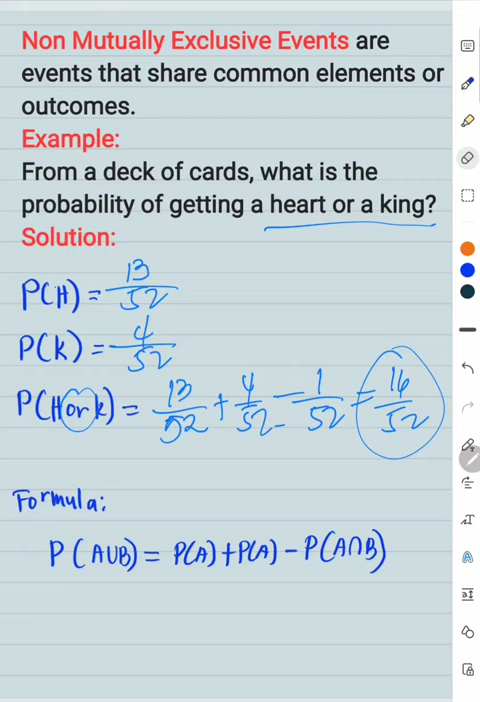 Non Mutually Exclusive Events are
events that share common elements or
outcomes.
Example:
From a deck of cards, what is the
probability of getting a heart or a king?
Solution:
P(H) = 13/52
P(K) = 4/52
P(H or K) = 13/52 + 4/52 - 1/52 = 16/52
Formula:
P(A∪B) = P(A) + P(A) - P(A∩B)